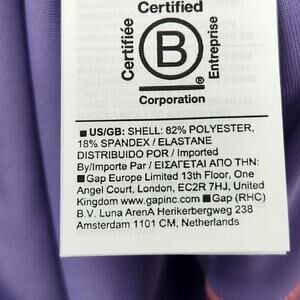 Certified
Certifiée
B
Entreprise
Corporation
■ US/GB: SHELL: 82% POLYESTER,
18% SPANDEX / ELASTANE
DISTRIBUIDO POR / Imported
By/Importe Par / ΕΙΣΑΓΕΤΑΙ ΑΠΟ ΤΗΝ:
■ Gap Europe Limited 13th Floor, One
Angel Court, London, EC2R 7HJ, United
Kingdom www.gapinc.com ■ Gap (RHC)
B.V. Luna ArenA Herikerbergweg 238
Amsterdam 1101 CM, Netherlands